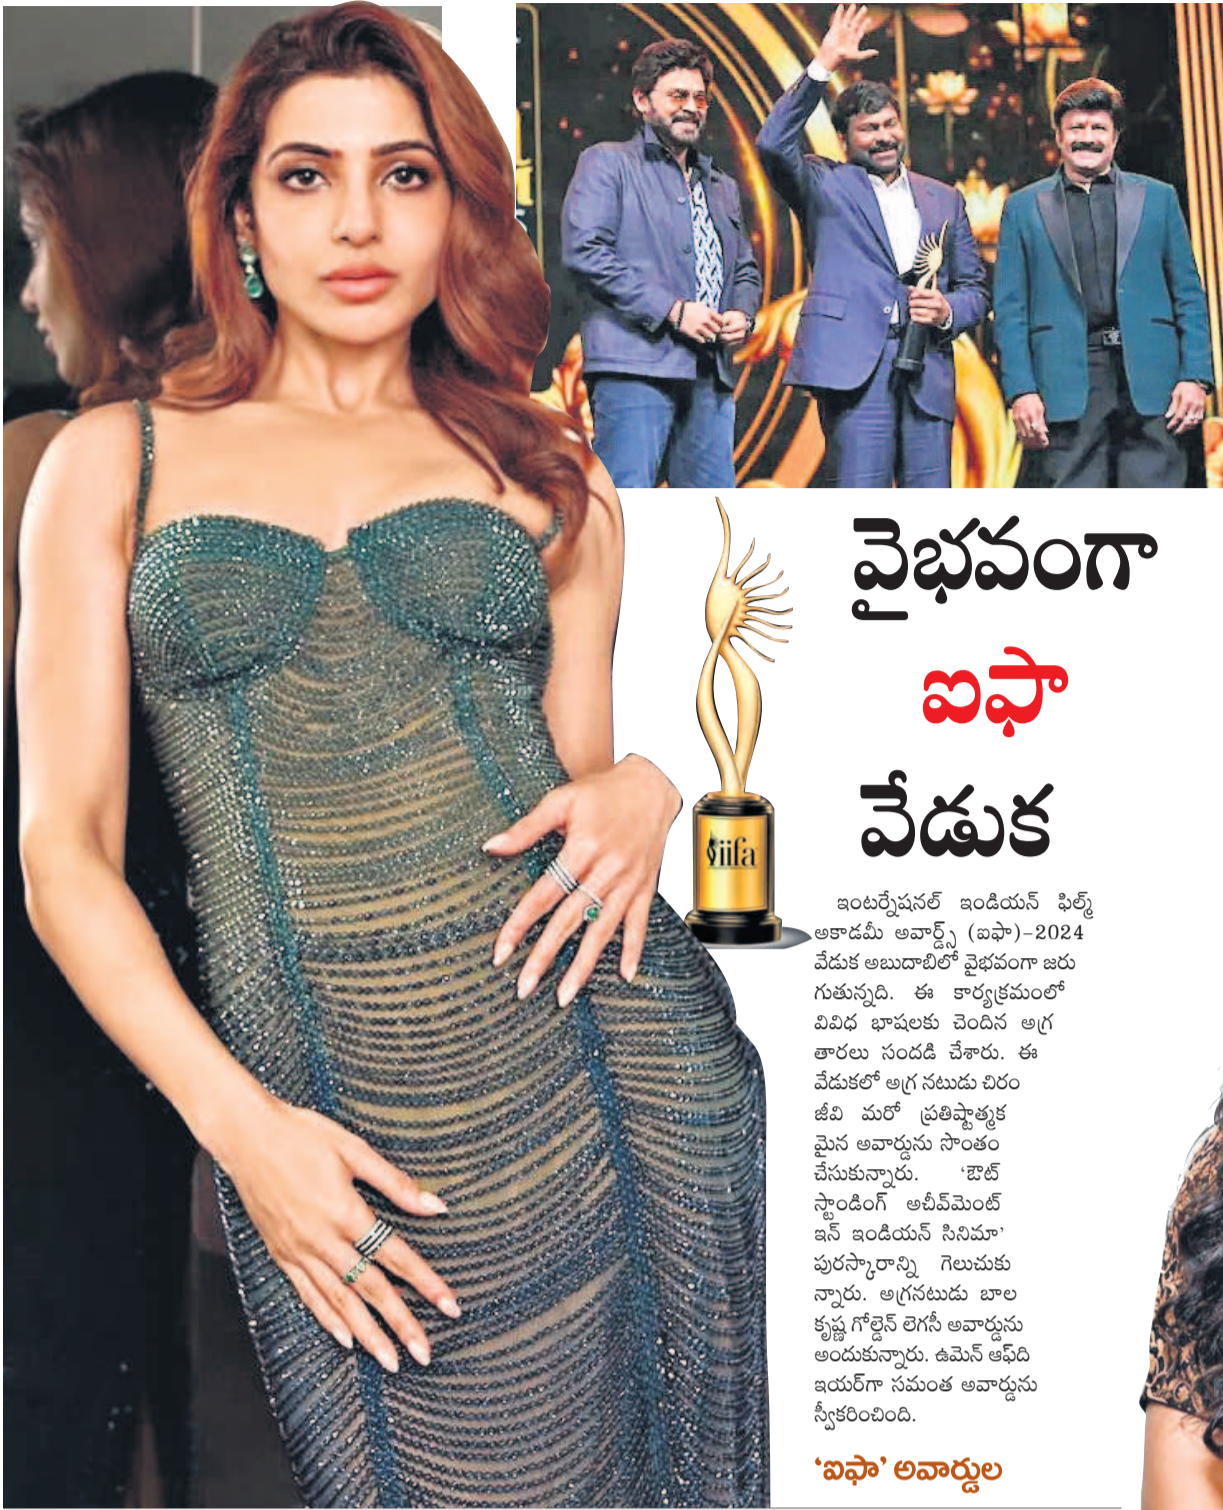 వైభవంగా
ఐఫా
వేడుక
iifa
ఇంటర్నేషనల్ ఇండియన్ ఫిల్మ్
అకాడమీ అవార్డ్స్ (ఐఫా)-2024
వేడుక అబుదాబిలో వైభవంగా జరు
గుతున్నది. ఈ కార్యక్రమంలో
వివిధ భాషలకు చెందిన అగ్ర
తారలు సందడి చేశారు. ఈ
వేడుకలో అగ్ర నటుడు చిరం
జీవి మరో ప్రతిష్టాత్మక
మైన అవార్డును సొంతం
చేసుకున్నారు. ‘ఔట్
స్టాండింగ్ అచీవ్‌మెంట్
ఇన్ ఇండియన్ సినిమా’
పురస్కారాన్ని గెలుచుకు
న్నారు. అగ్రనటుడు బాల
కృష్ణ గోల్డెన్ లెగసీ అవార్డును
అందుకున్నారు. ఉమెన్ ఆఫ్‌ది
ఇయర్‌గా సమంత అవార్డును
స్వీకరించింది.
‘ఐఫా’ అవార్డుల